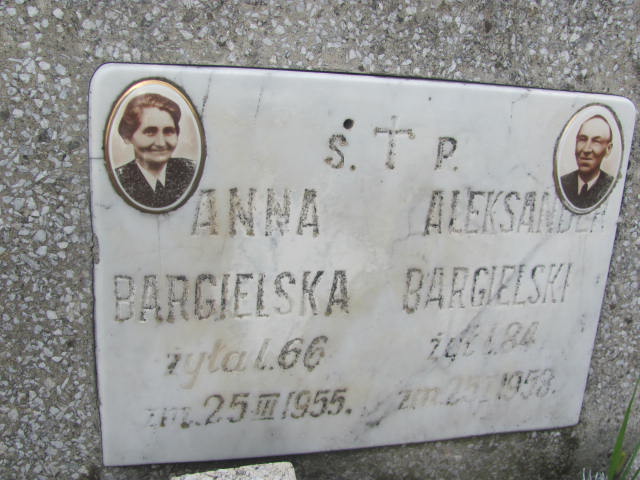 Ś. † P.
ANNA ALEKSANDER
BARGIELSKA BARGIELSKI
żyła l. 66 żył l. 84
zm. 25 III 1955. zm. 25 I 1958.